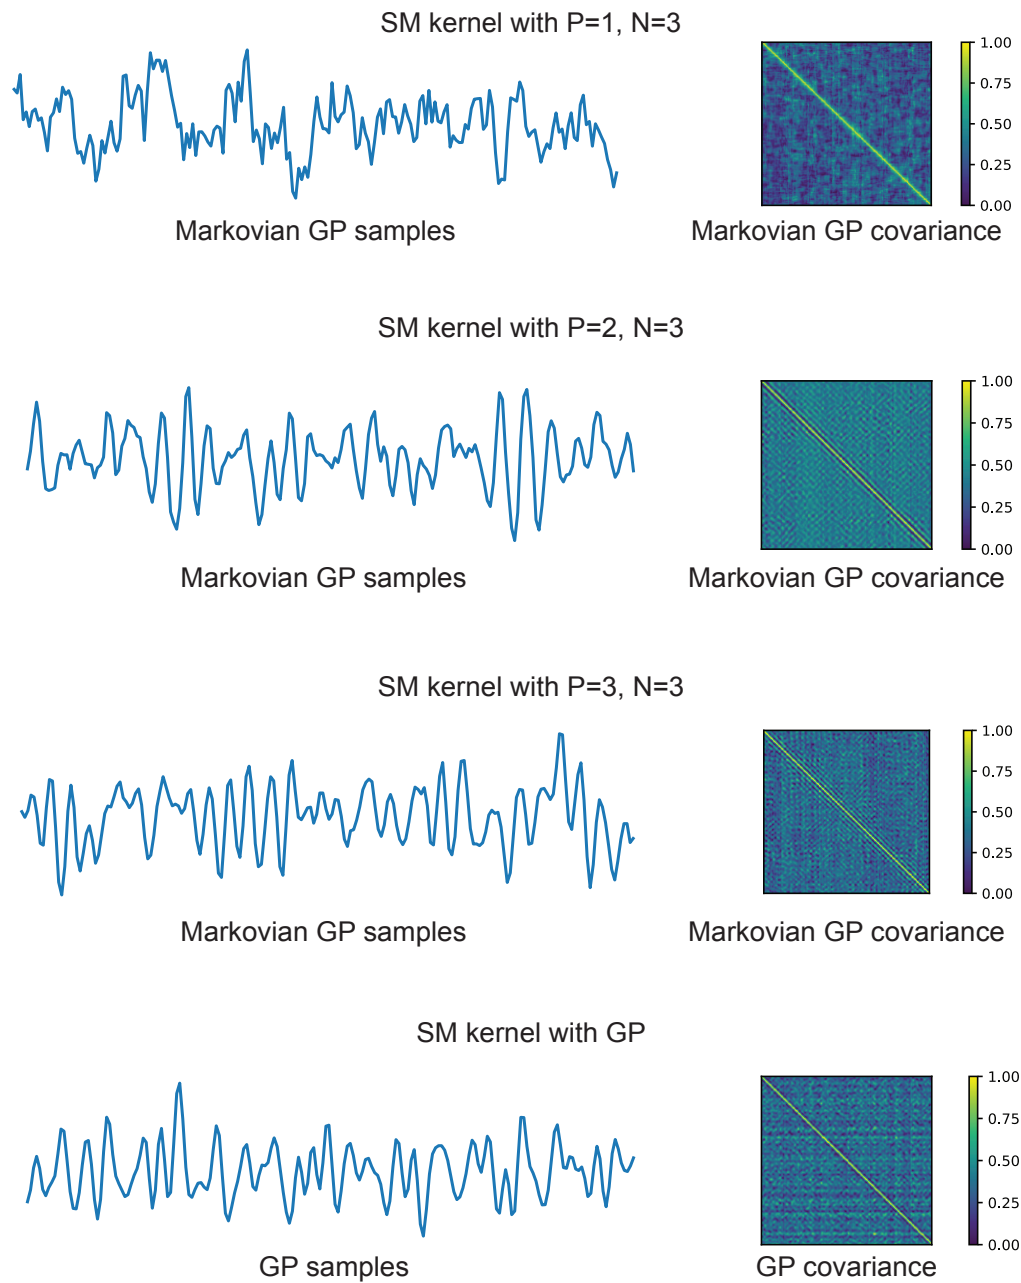 SM kernel with P=1, N=3
1.00
0.75
0.50
0.25
0.00
Markovian GP samples
Markovian GP covariance
SM kernel with P=2, N=3
1.00
0.75
0.50
0.25
0.00
Markovian GP samples
Markovian GP covariance
SM kernel with P=3, N=3
1.00
0.75
0.50
0.25
0.00
Markovian GP samples
Markovian GP covariance
SM kernel with GP
1.00
0.75
0.50
0.25
0.00
GP samples
GP covariance